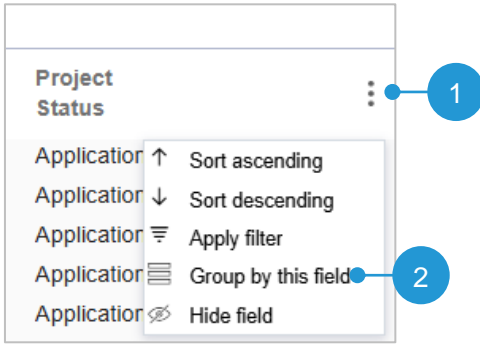 Project
Status
1
Application
Sort ascending
Application
Sort descending
Application
Apply filter
Application
Group by this field
2
Application
Hide field